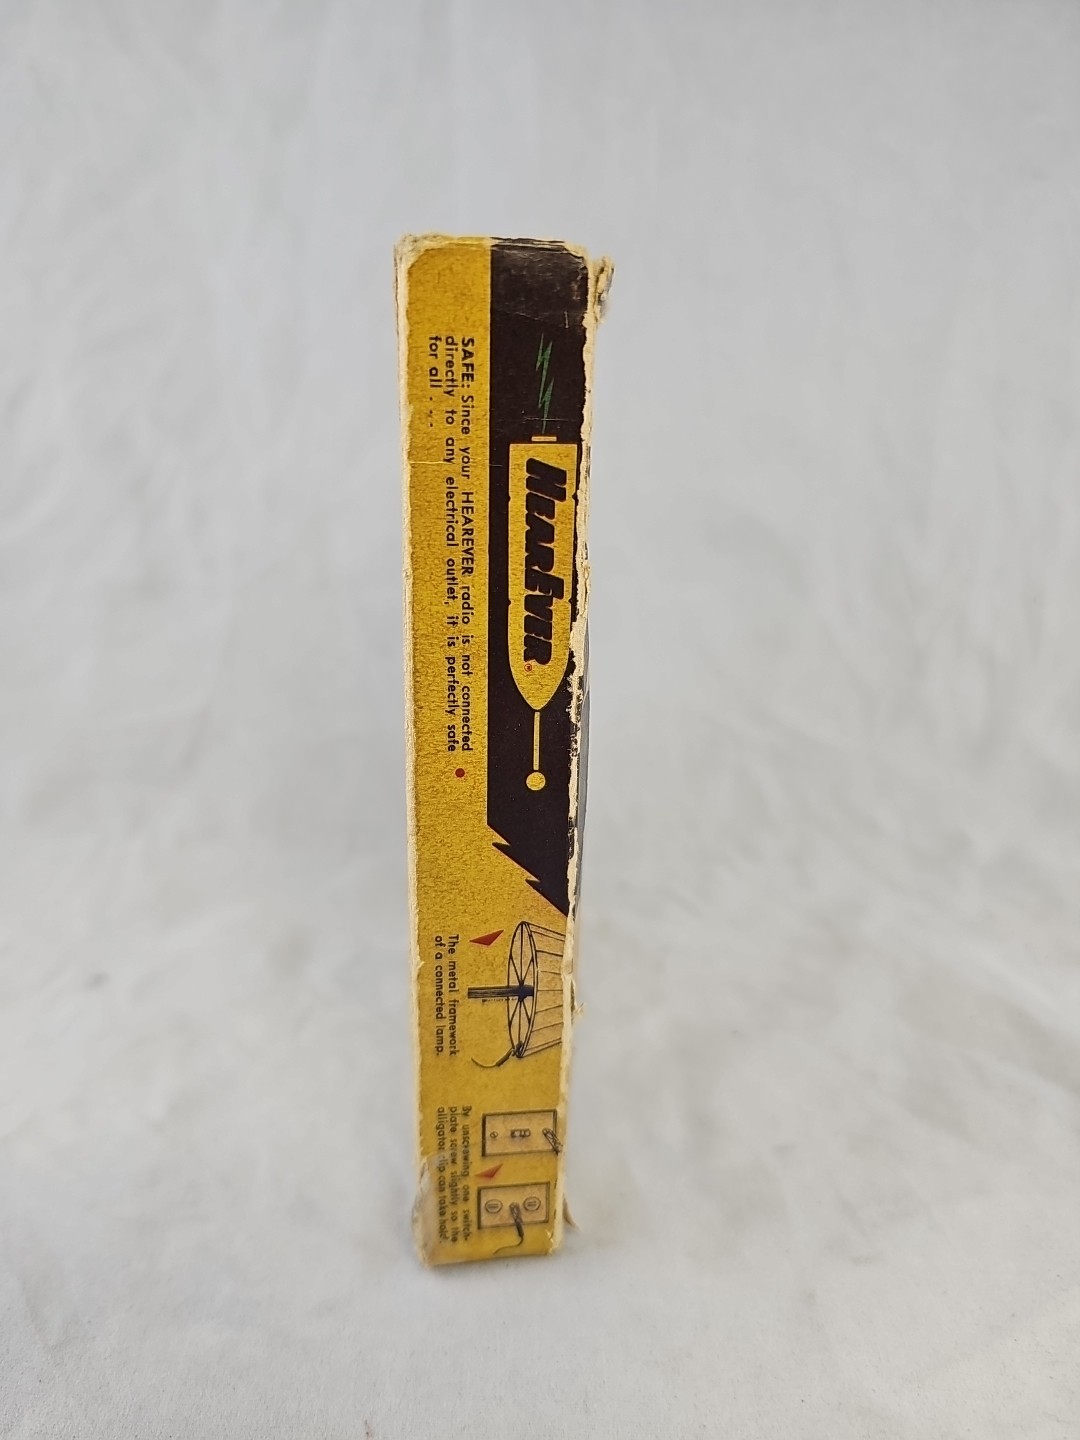 HEAREVER®
SAFE: Since your HEAREVER radio is not connected
directly to any electrical outlet, it is perfectly safe
for all . . .
The metal framework
of a connected lamp.
By unscrewing one switch-
plate screw slightly so the
alligator clip can take hold.